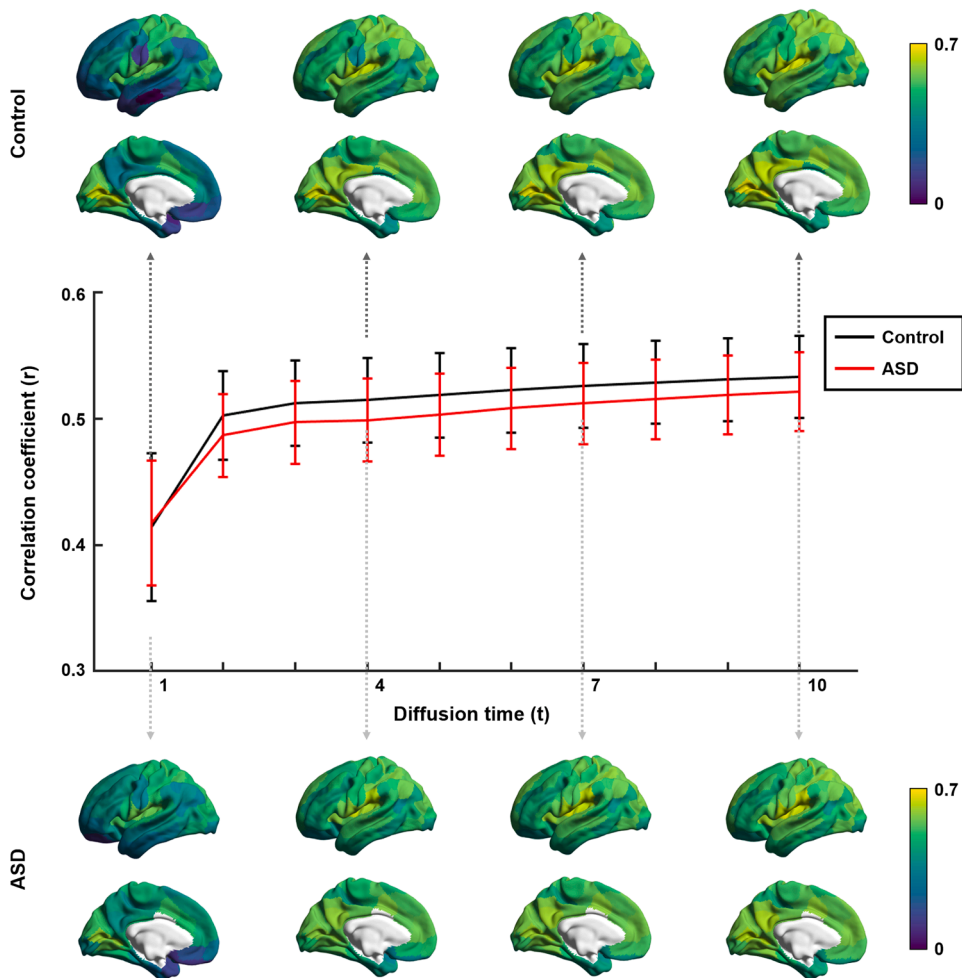 Control
0.7
0
0.6
0.5
0.4
0.3
Correlation coefficient (r)
Control
ASD
1
4
7
10
Diffusion time (t)
ASD
0.7
0